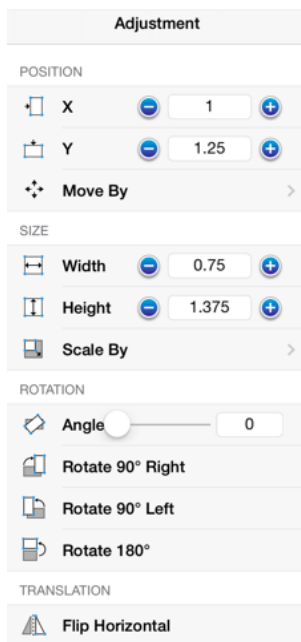 Adjustment
POSITION
X 1
Y 1.25
Move By
SIZE
Width 0.75
Height 1.375
Scale By
ROTATION
Angle 0
Rotate 90° Right
Rotate 90° Left
Rotate 180°
TRANSLATION
Flip Horizontal